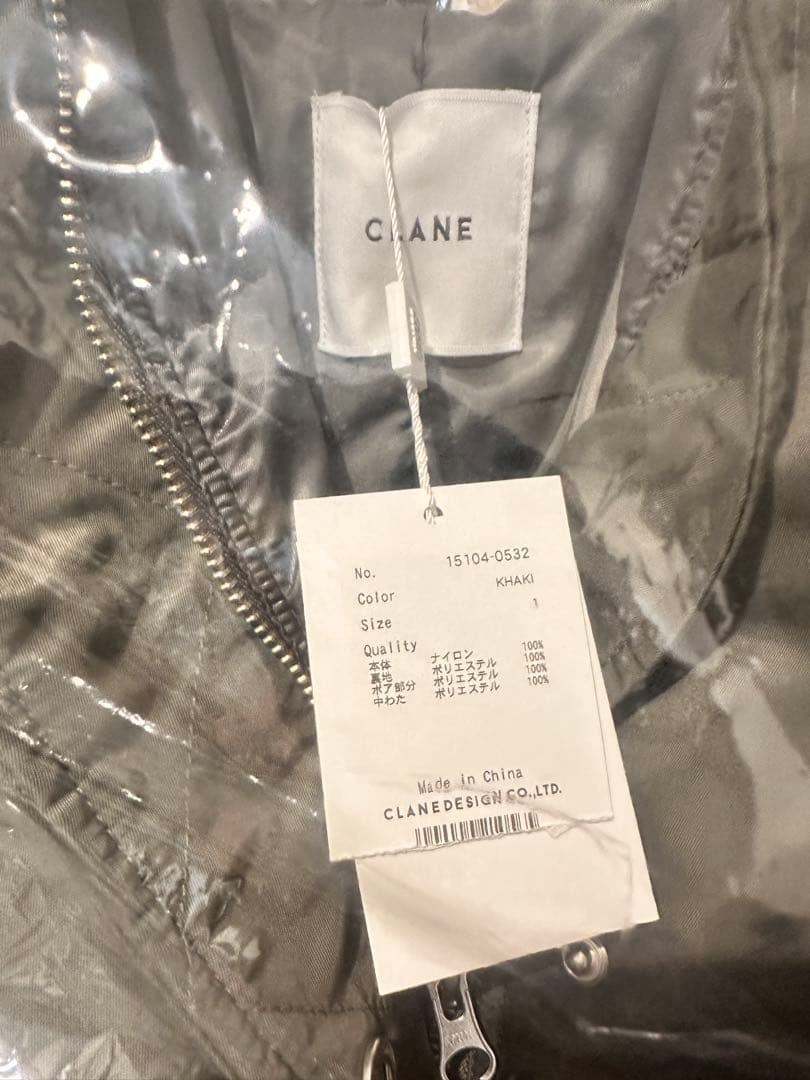 CLANE
No. 15104-0532
Color KHAKI
Size 1
Quality
本体 ナイロン 100%
裏地 ポリエステル 100%
ボア部分 ポリエステル 100%
中わた ポリエステル 100%
Made in China
CLANEDESIGN CO.,LTD.